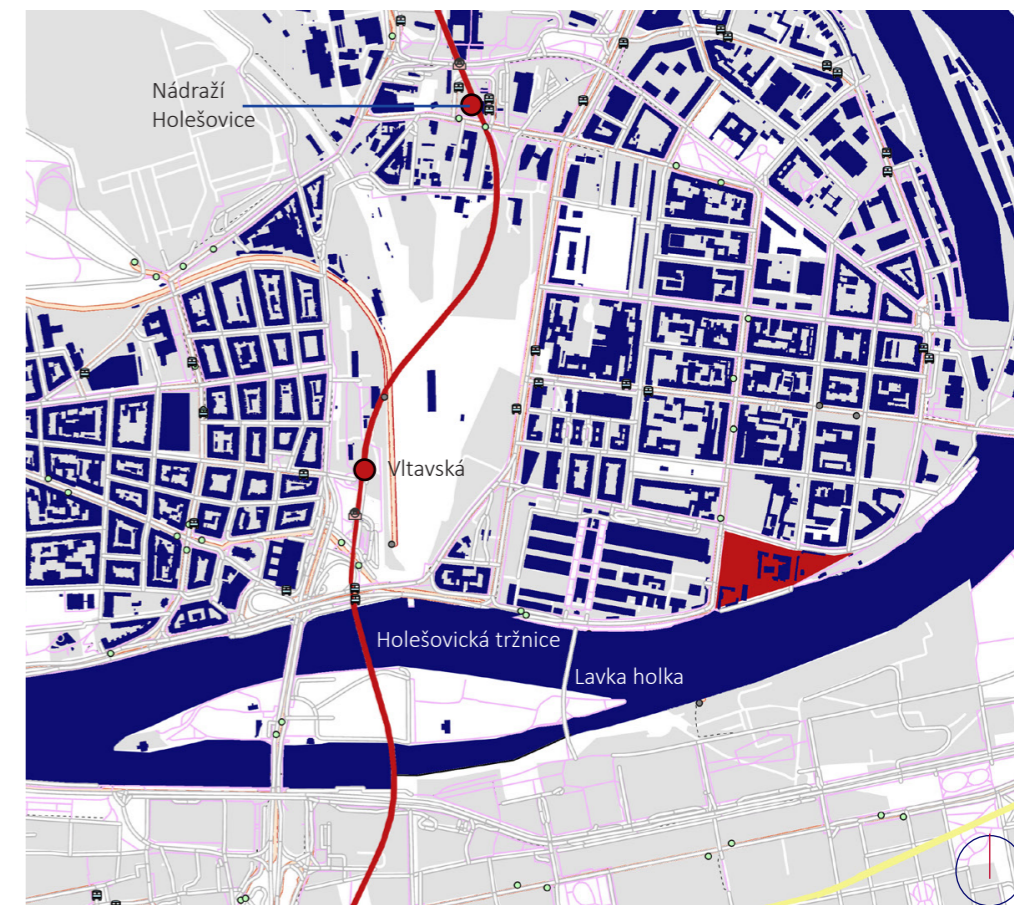 Nádraží
Holešovice
Vltavská
Holešovická tržnice
Lavka holka